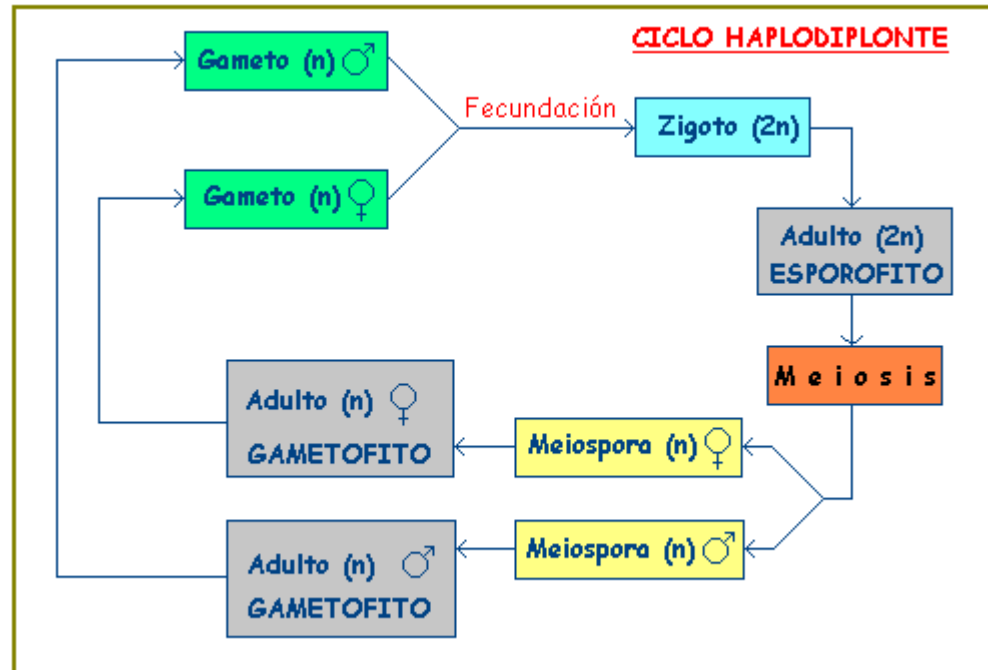 CICLO HAPLODIPLONTE
Gameto (n) ♂
Fecundación
Zigoto (2n)
Gameto (n) ♀
Adulto (2n)
ESPOROFITO
Meiosis
Adulto (n) ♀
GAMETOFITO
Meiospora (n) ♀
Meiospora (n) ♂
Adulto (n) ♂
GAMETOFITO